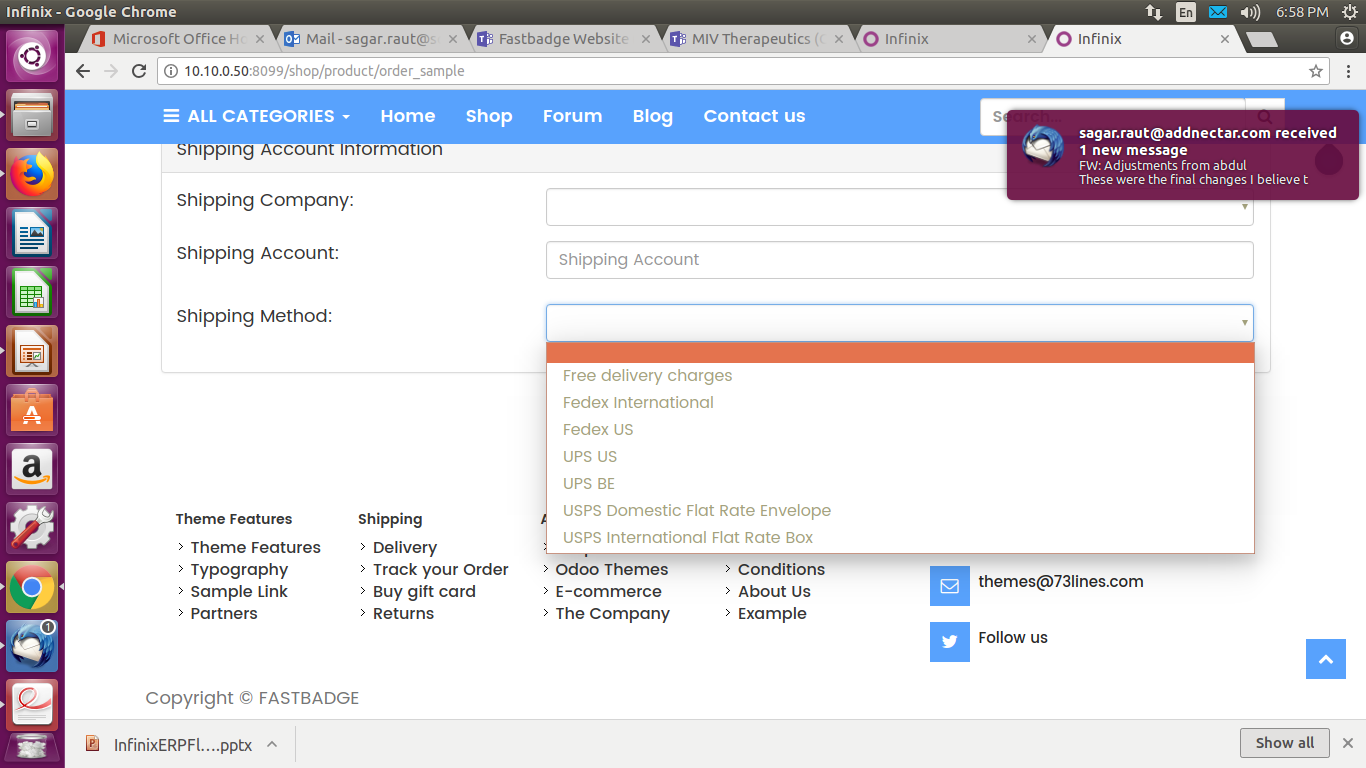 Infinix - Google Chrome
En
6:58 PM
Microsoft Office Ho
Mail - sagar.raut@s
Fastbadge Website
MIV Therapeutics (
Infinix
Infinix
10.10.0.50:8099/shop/product/order_sample
ALL CATEGORIES
Home
Shop
Forum
Blog
Contact us
Search...
sagar.raut@addnectar.com received
1 new message
FW: Adjustments from abdul
These were the final changes I believe t
Shipping Account Information
Shipping Company:
Shipping Account:
Shipping Account
Shipping Method:
Free delivery charges
Fedex International
Fedex US
UPS US
UPS BE
USPS Domestic Flat Rate Envelope
USPS International Flat Rate Box
Theme Features
Theme Features
Typography
Sample Link
Partners
Shipping
Delivery
Track your Order
Buy gift card
Returns
Odoo Themes
E-commerce
The Company
Conditions
About Us
Example
themes@73lines.com
Follow us
Copyright © FASTBADGE
1
InfinixERPFl....pptx
Show all